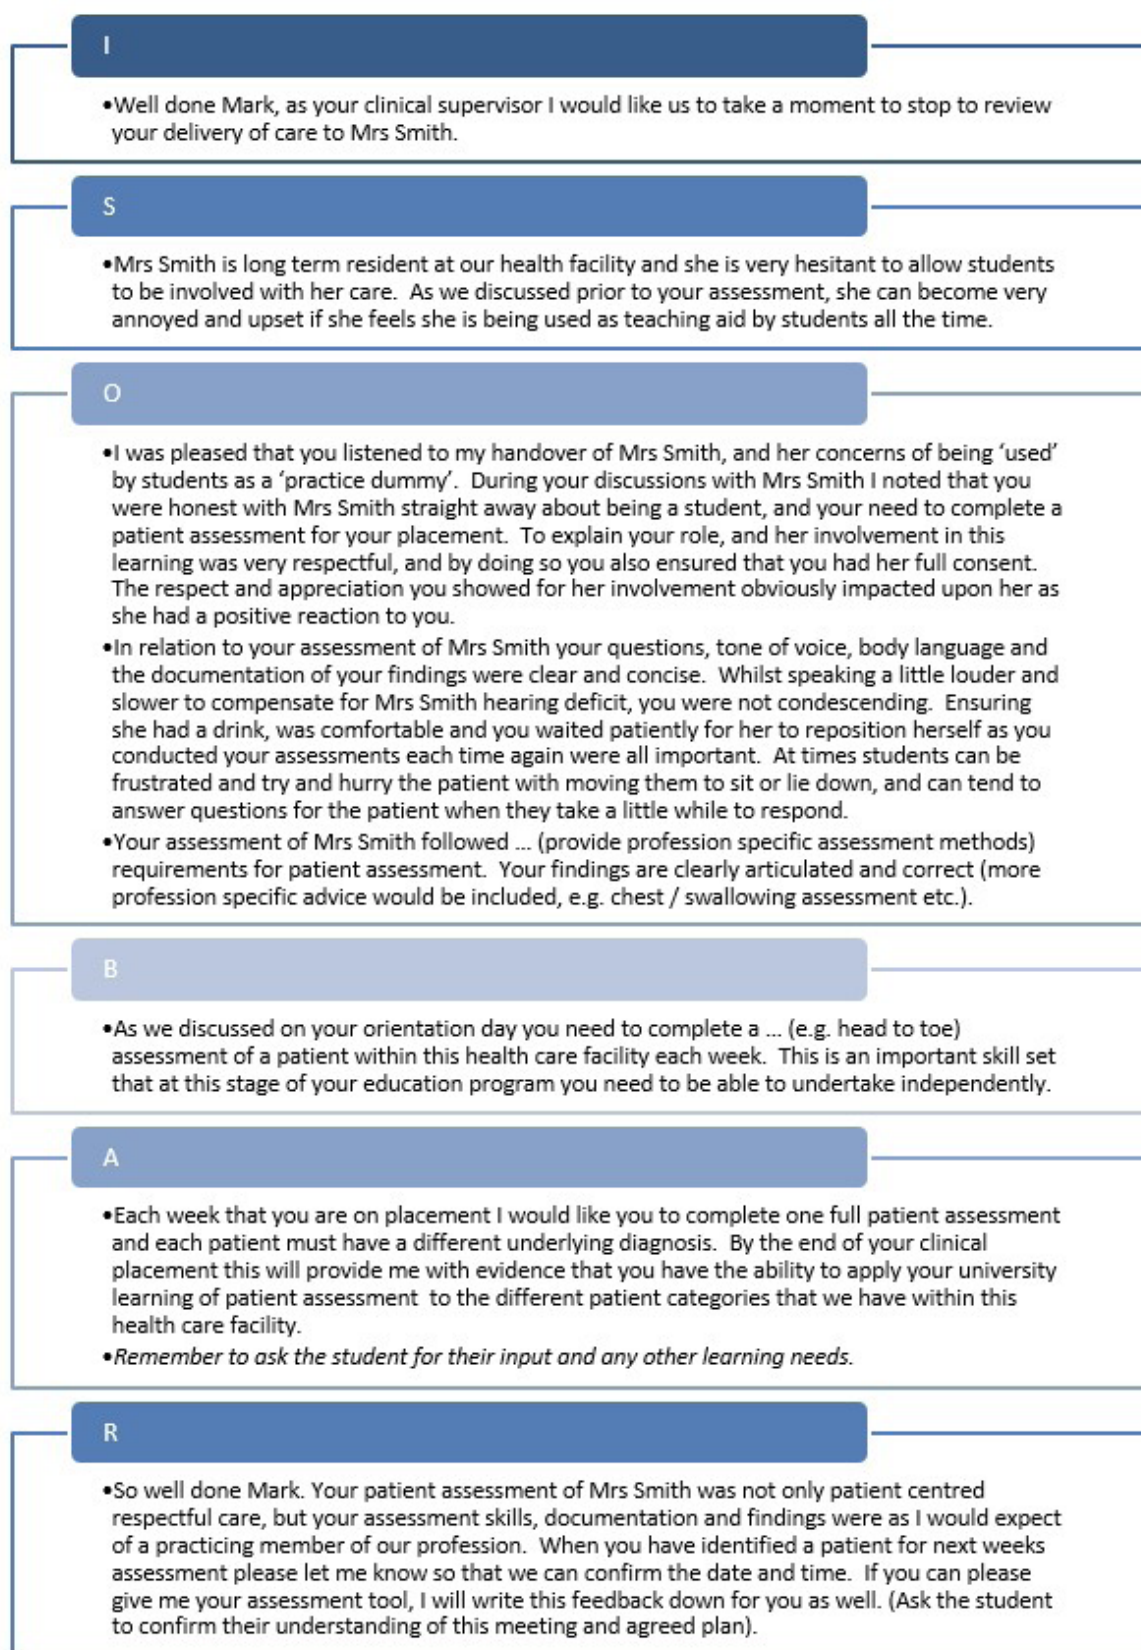 I
•Well done Mark, as your clinical supervisor I would like us to take a moment to stop to review
your delivery of care to Mrs Smith.
S
•Mrs Smith is long term resident at our health facility and she is very hesitant to allow students
to be involved with her care.  As we discussed prior to your assessment, she can become very
annoyed and upset if she feels she is being used as teaching aid by students all the time.
O
•I was pleased that you listened to my handover of Mrs Smith, and her concerns of being ‘used’
by students as a ‘practice dummy’.  During your discussions with Mrs Smith I noted that you
were honest with Mrs Smith straight away about being a student, and your need to complete a
patient assessment for your placement.  To explain your role, and her involvement in this
learning was very respectful, and by doing so you also ensured that you had her full consent.
The respect and appreciation you showed for her involvement obviously impacted upon her as
she had a positive reaction to you.
•In relation to your assessment of Mrs Smith your questions, tone of voice, body language and
the documentation of your findings were clear and concise.  Whilst speaking a little louder and
slower to compensate for Mrs Smith hearing deficit, you were not condescending.  Ensuring
she had a drink, was comfortable and you waited patiently for her to reposition herself as you
conducted your assessments each time again were all important.  At times students can be
frustrated and try and hurry the patient with moving them to sit or lie down, and can tend to
answer questions for the patient when they take a little while to respond.
•Your assessment of Mrs Smith followed ... (provide profession specific assessment methods)
requirements for patient assessment.  Your findings are clearly articulated and correct (more
profession specific advice would be included, e.g. chest / swallowing assessment etc.).
B
•As we discussed on your orientation day you need to complete a ... (e.g. head to toe)
assessment of a patient within this health care facility each week.  This is an important skill set
that at this stage of your education program you need to be able to undertake independently.
A
•Each week that you are on placement I would like you to complete one full patient assessment
and each patient must have a different underlying diagnosis.  By the end of your clinical
placement this will provide me with evidence that you have the ability to apply your university
learning of patient assessment  to the different patient categories that we have within this
health care facility.
•Remember to ask the student for their input and any other learning needs.
R
•So well done Mark. Your patient assessment of Mrs Smith was not only patient centred
respectful care, but your assessment skills, documentation and findings were as I would expect
of a practicing member of our profession.  When you have identified a patient for next weeks
assessment please let me know so that we can confirm the date and time.  If you can please
give me your assessment tool, I will write this feedback down for you as well. (Ask the student
to confirm their understanding of this meeting and agreed plan).